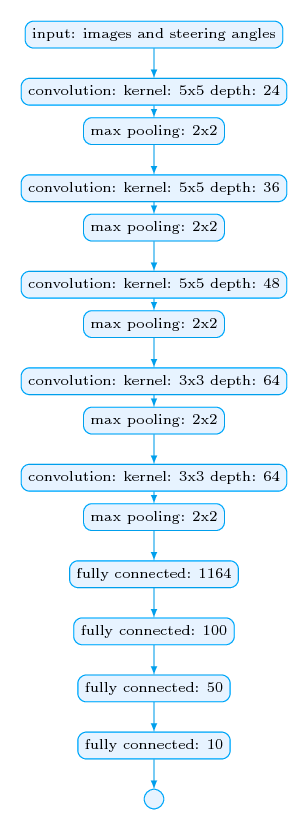 input: images and steering angles
convolution: kernel: 5x5 depth: 24
max pooling: 2x2
convolution: kernel: 5x5 depth: 36
max pooling: 2x2
convolution: kernel: 5x5 depth: 48
max pooling: 2x2
convolution: kernel: 3x3 depth: 64
max pooling: 2x2
convolution: kernel: 3x3 depth: 64
max pooling: 2x2
fully connected: 1164
fully connected: 100
fully connected: 50
fully connected: 10